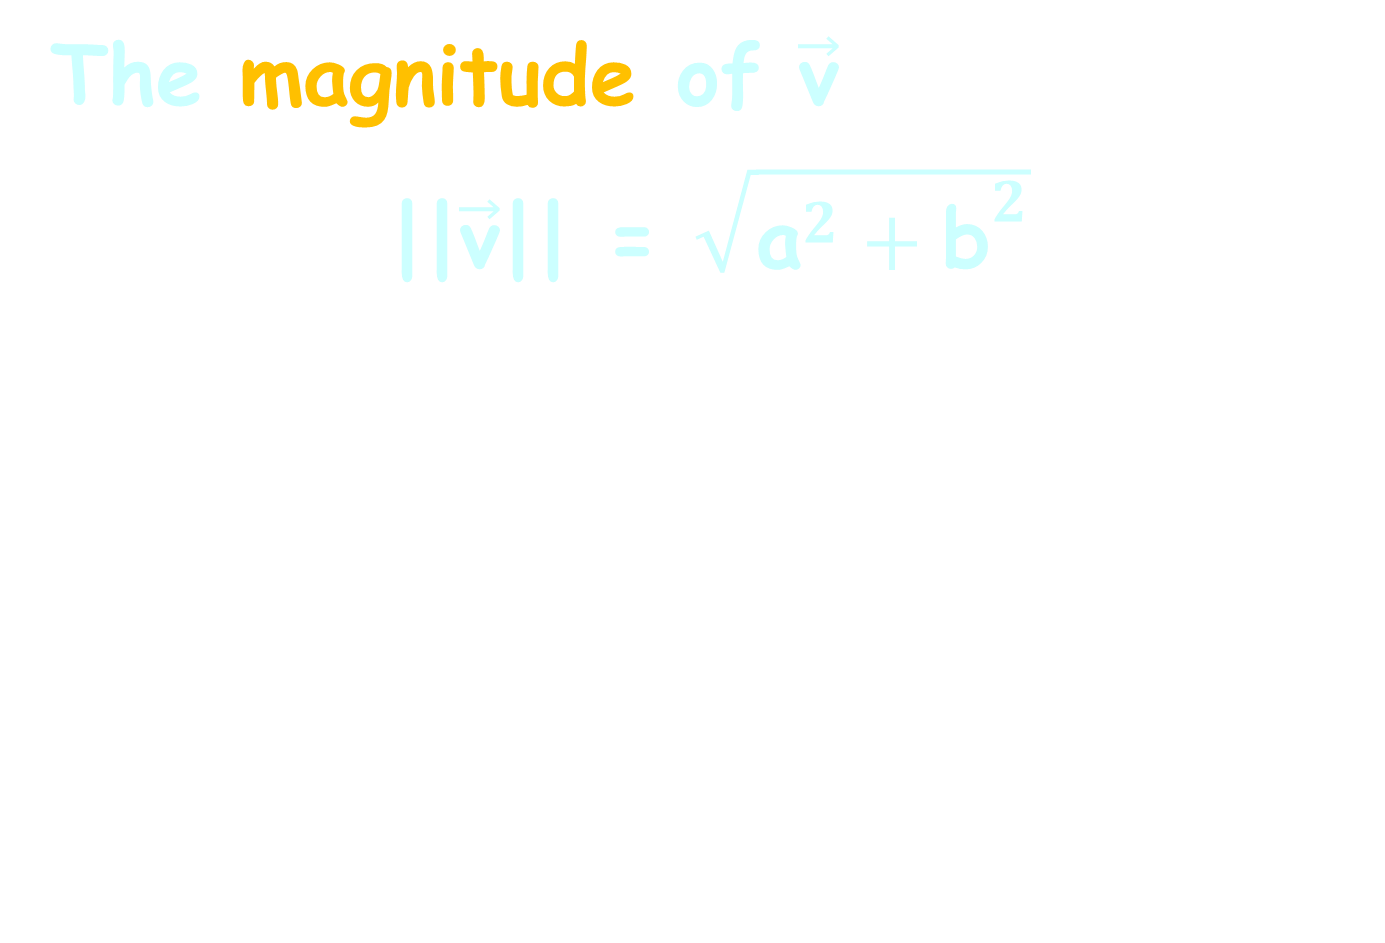 The magnitude of v⃗
||v⃗|| = √(a² + b²)